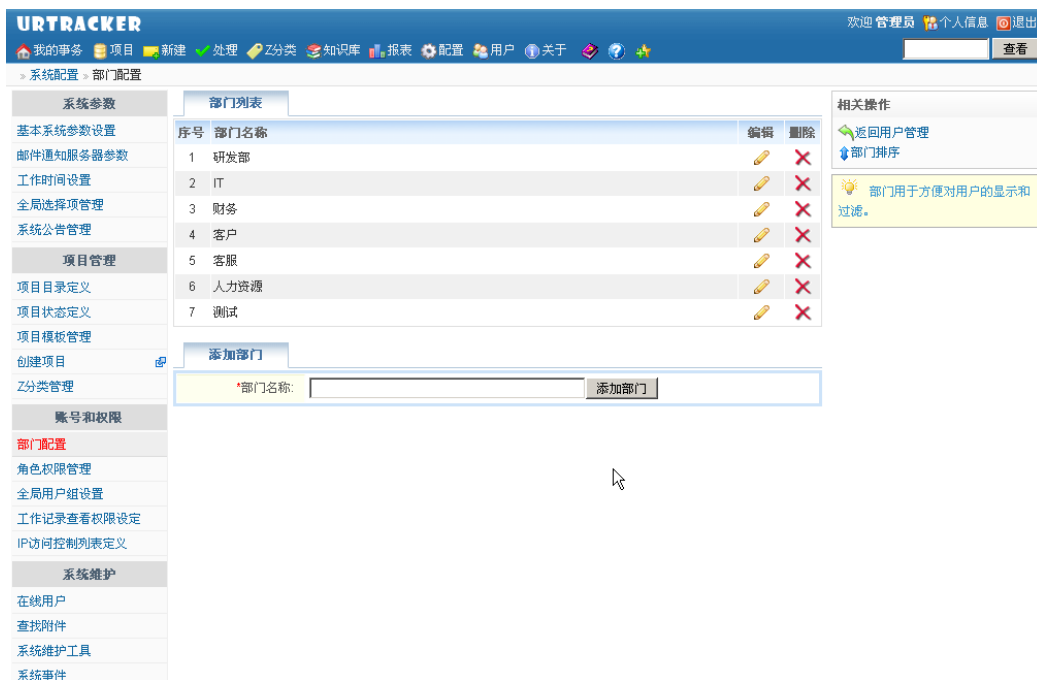 URTRACKER
欢迎 管理员 个人信息 退出
我的事务 项目 新建 处理 Z分类 知识库 报表 配置 用户 关于 查看
» 系统配置 » 部门配置
系统参数
基本系统参数设置
邮件通知服务器参数
工作时间设置
全局选择项管理
系统公告管理
项目管理
项目目录定义
项目状态定义
项目模板管理
创建项目
Z分类管理
账号和权限
部门配置
角色权限管理
全局用户组设置
工作记录查看权限设定
IP访问控制列表定义
系统维护
在线用户
查找附件
系统维护工具
系统事件
部门列表
序号 部门名称 编辑 删除
1 研发部
2 IT
3 财务
4 客户
5 客服
6 人力资源
7 测试
添加部门
*部门名称: 添加部门
相关操作
返回用户管理
部门排序
部门用于方便对用户的显示和
过滤。